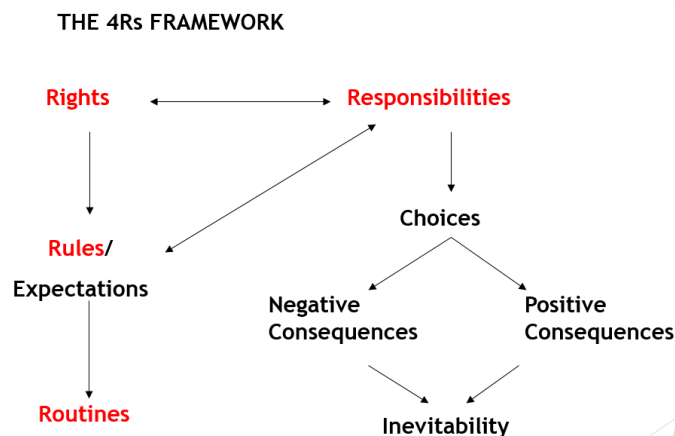 THE 4Rs FRAMEWORK
Rights
Responsibilities
Choices
Rules/
Expectations
Negative
Consequences
Positive
Consequences
Routines
Inevitability